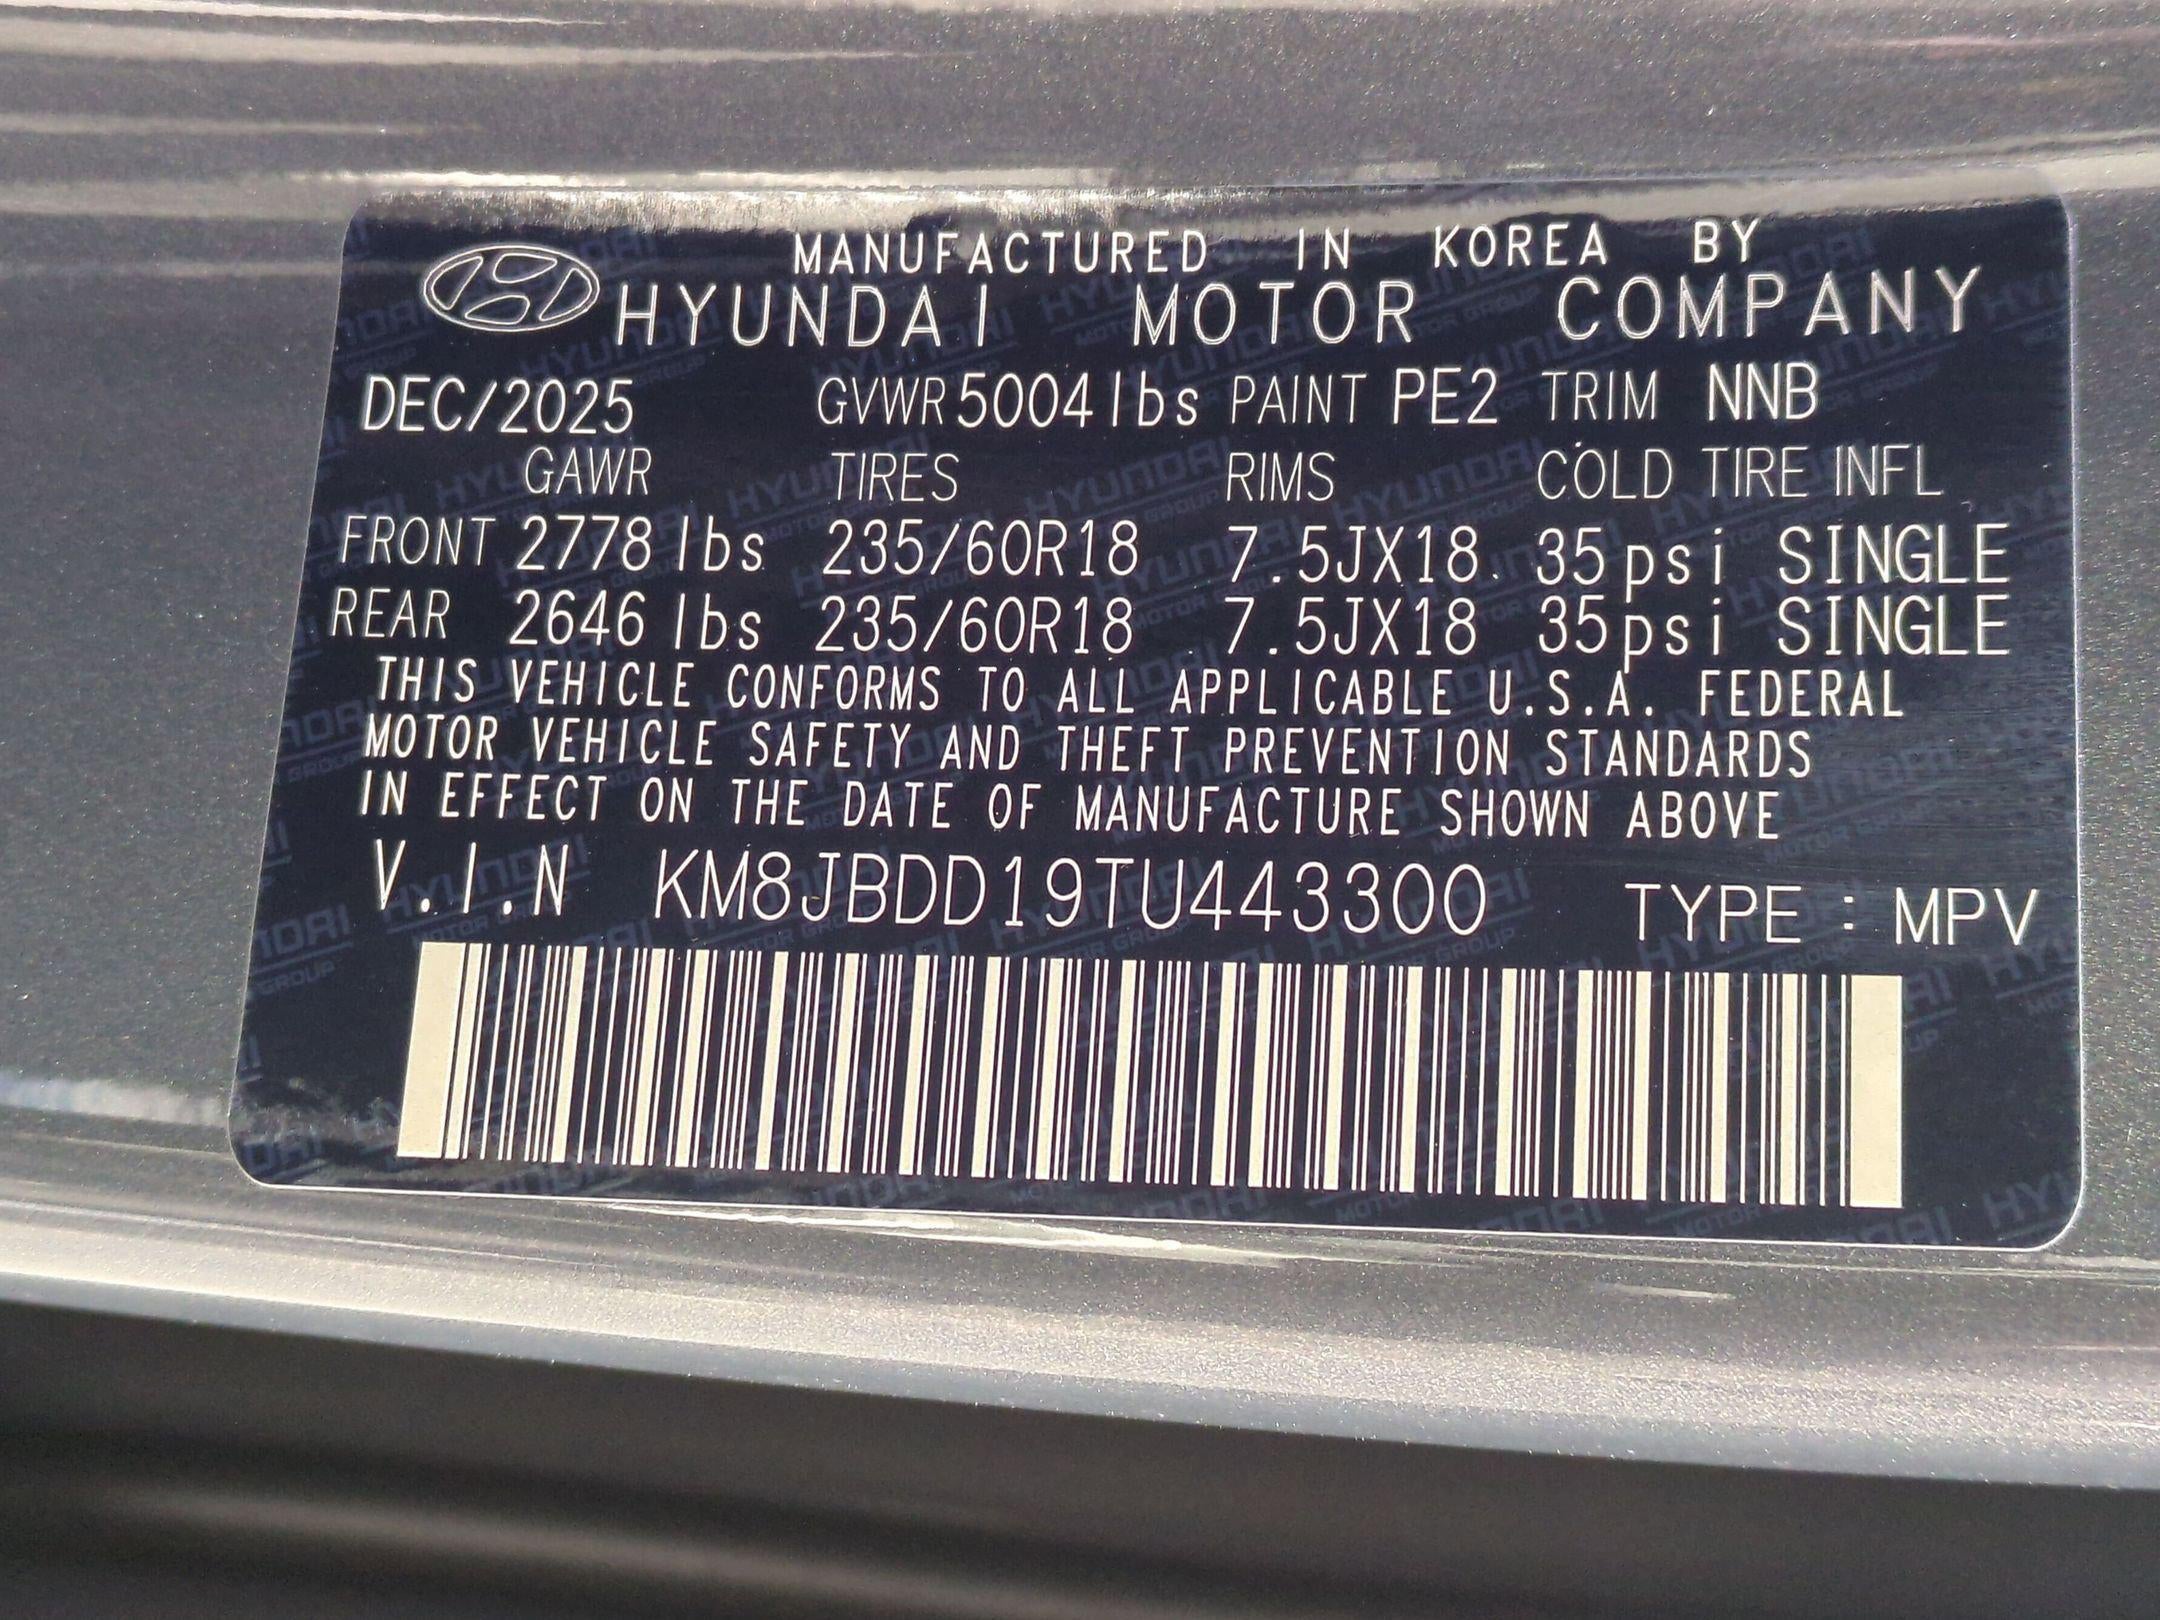 MANUFACTURED IN KOREA BY
HYUNDAI MOTOR COMPANY
DEC/2025 GVWR 5004 lbs PAINT PE2 TRIM NNB
GAWR TIRES RIMS COLD TIRE INFL
FRONT 2778 lbs 235/60R18 7.5JX18 35psi SINGLE
REAR 2646 lbs 235/60R18 7.5JX18 35psi SINGLE
THIS VEHICLE CONFORMS TO ALL APPLICABLE U.S.A. FEDERAL
MOTOR VEHICLE SAFETY AND THEFT PREVENTION STANDARDS
IN EFFECT ON THE DATE OF MANUFACTURE SHOWN ABOVE
V.I.N KM8JBDD19TU443300 TYPE : MPV